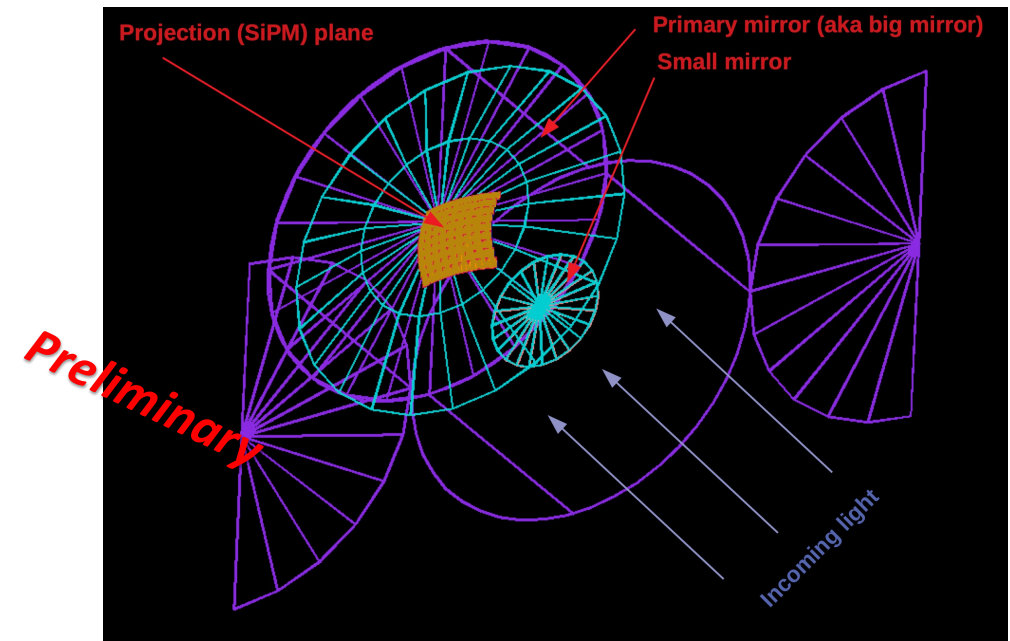 Projection (SiPM) plane
Primary mirror (aka big mirror)
Small mirror
Preliminary
Incoming light